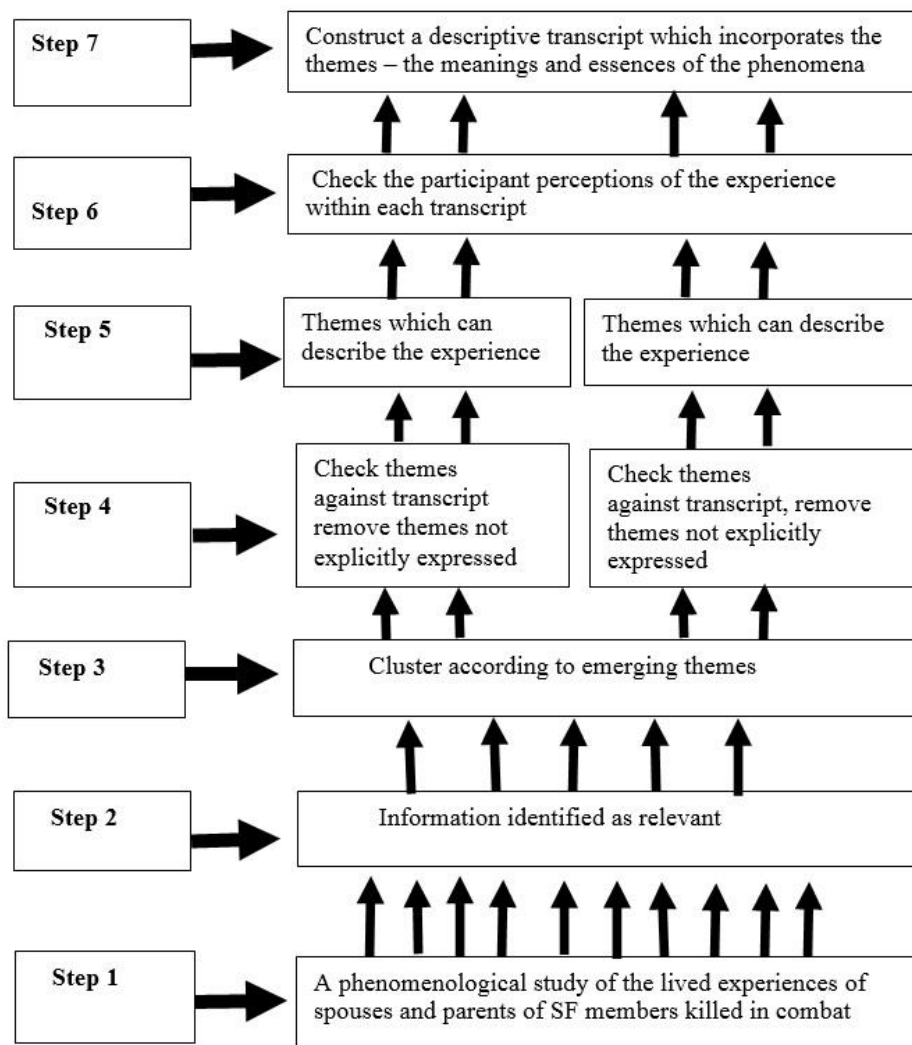 Step 7
Construct a descriptive transcript which incorporates the
themes – the meanings and essences of the phenomena
Step 6
Check the participant perceptions of the experience
within each transcript
Step 5
Themes which can
describe the experience
Themes which can describe
the experience
Step 4
Check themes
against transcript
remove themes not
explicitly expressed
Check themes
against transcript, remove
themes not explicitly
expressed
Step 3
Cluster according to emerging themes
Step 2
Information identified as relevant
Step 1
A phenomenological study of the lived experiences of
spouses and parents of SF members killed in combat